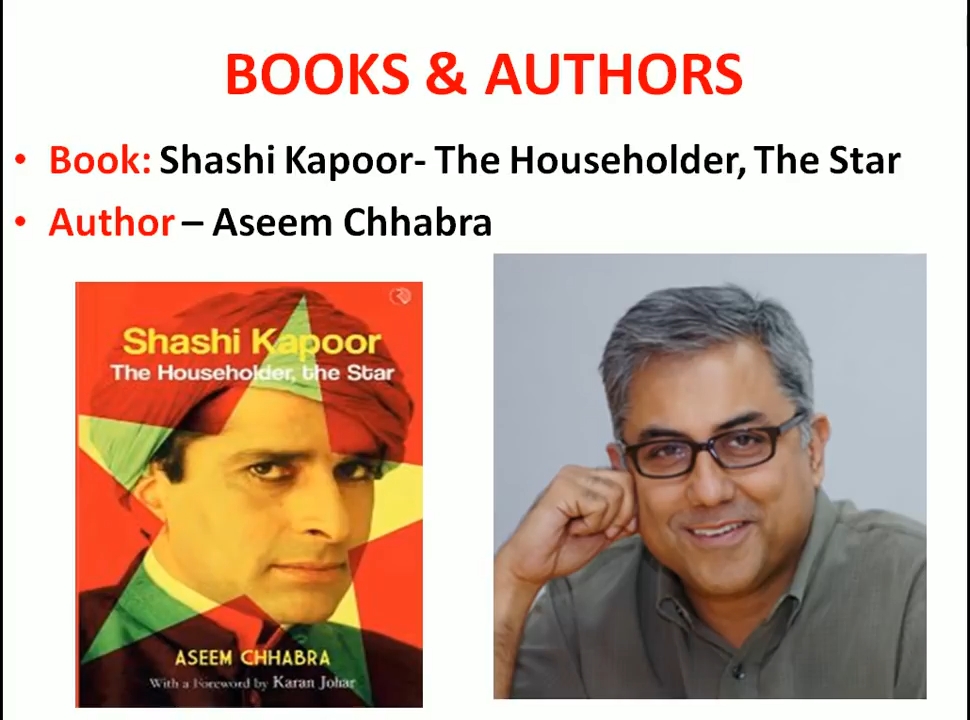 BOOKS & AUTHORS
• Book: Shashi Kapoor- The Householder, The Star
• Author – Aseem Chhabra
Shashi Kapoor
The Householder, the Star
ASEEM CHHABRA
With a Foreword by Karan Johar